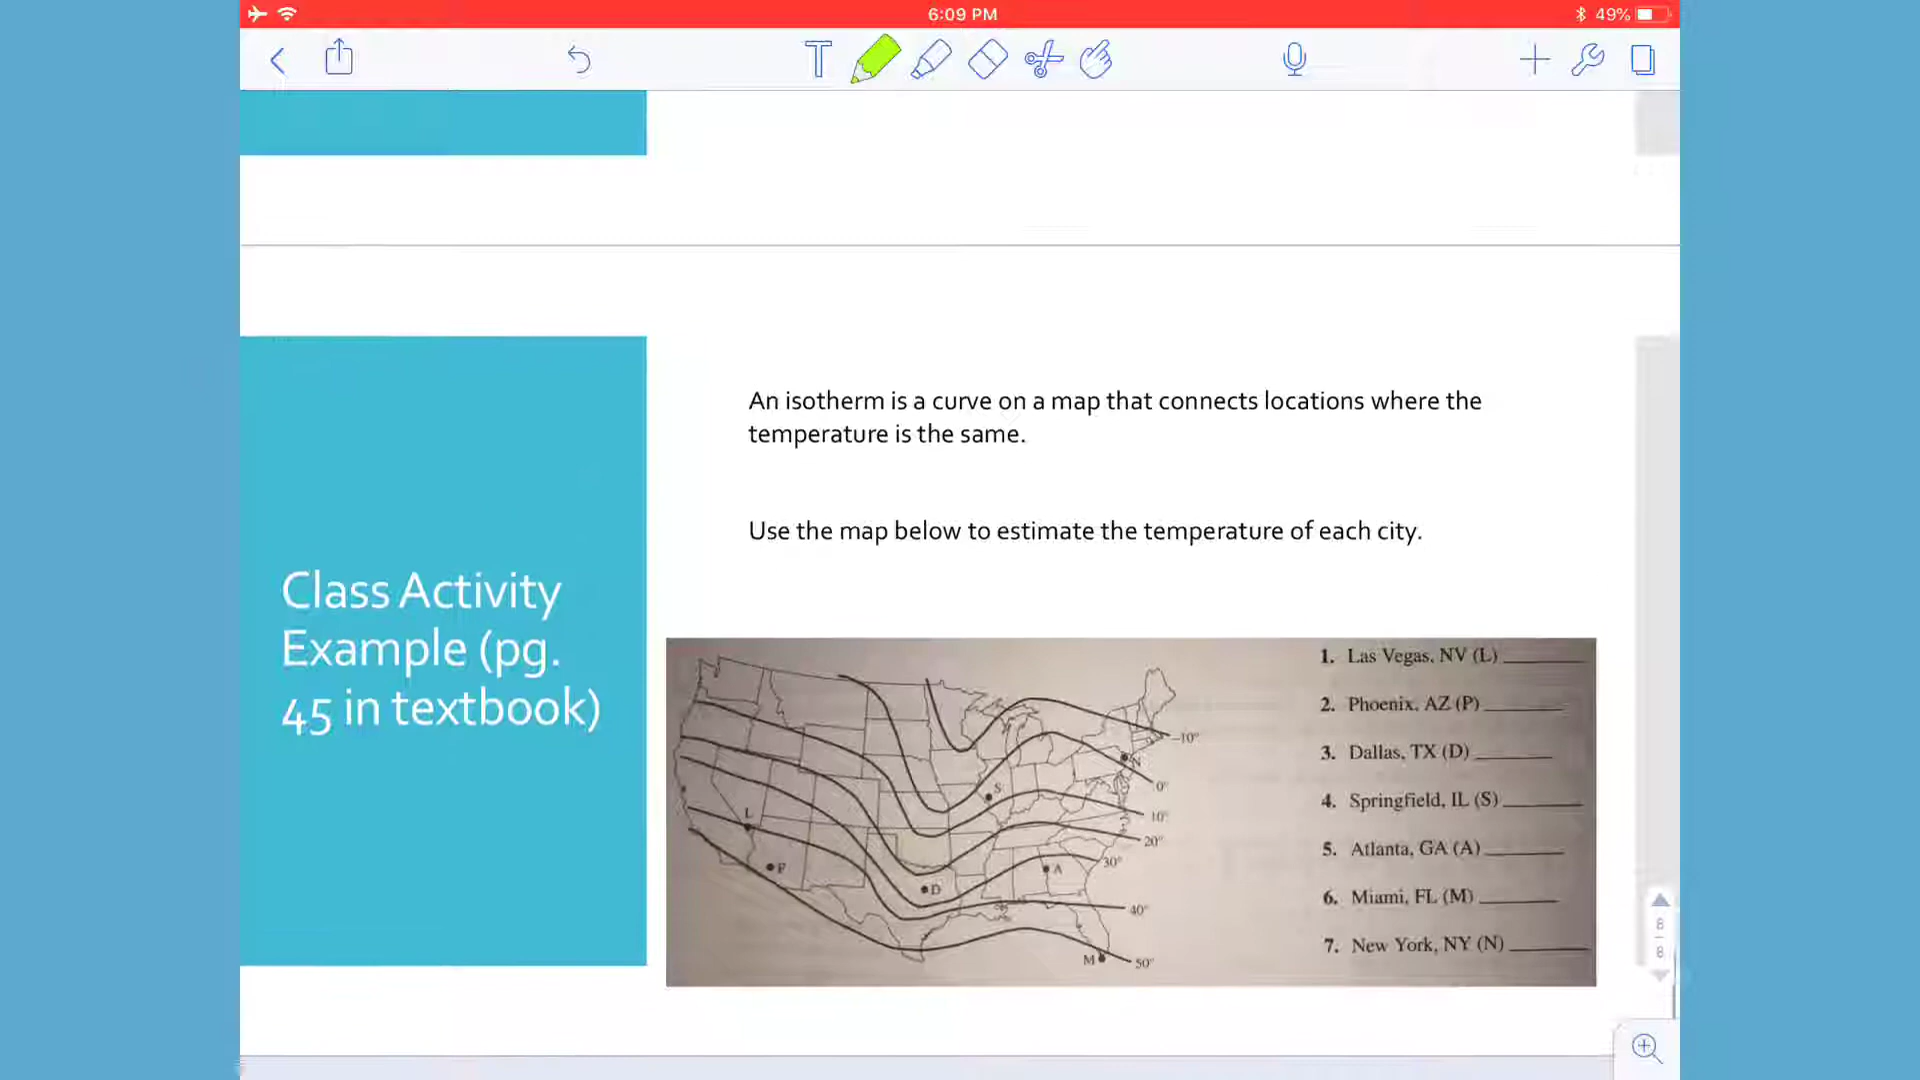 6:09 PM
49%
T
An isotherm is a curve on a map that connects locations where the
temperature is the same.
Use the map below to estimate the temperature of each city.
Class Activity
Example (pg.
45 in textbook)
1. Las Vegas, NV (L)
2. Phoenix, AZ (P)
3. Dallas, TX (D)
4. Springfield, IL (S)
5. Atlanta, GA (A)
6. Miami, FL (M)
7. New York, NY (N)
-10°
N
0°
S
10°
L
20°
30°
P
A
D
40°
M
50°
8
8